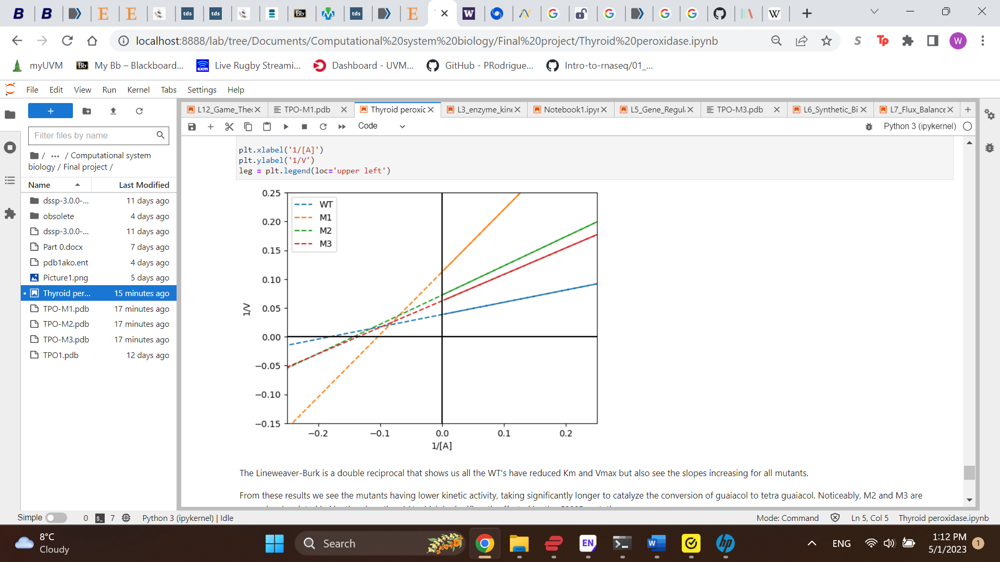 localhost:8888/lab/tree/Documents/Computational%20system%20biology/Final%20project/Thyroid%20peroxidase.ipynb
myUVM My Bb – Blackboard... Live Rugby Streami... Dashboard - UVM... GitHub - PRodrigue... Intro-to-rnaseq/01_...
File Edit View Run Kernel Tabs Settings Help
L12_Game_The TPO-M1.pdb Thyroid peroxic L3_enzyme_kine Notebook1.ipyn L5_Gene_Regul TPO-M3.pdb L6_Synthetic_Bi L7_Flux_Balance
Code Python 3 (ipykernel)
Filter files by name
/ ... / Computational system
biology / Final project /
Name Last Modified
dssp-3.0.0-... 11 days ago
obsolete 4 days ago
dssp-3.0.0-... 11 days ago
Part 0.docx 7 days ago
pdb1ako.ent 4 days ago
Picture1.png 5 days ago
Thyroid per... 15 minutes ago
TPO-M1.pdb 17 minutes ago
TPO-M2.pdb 17 minutes ago
TPO-M3.pdb 17 minutes ago
TPO1.pdb 12 days ago
plt.xlabel('1/[A]')
plt.ylabel('1/V')
leg = plt.legend(loc='upper left')
WT
M1
M2
M3
0.25
0.20
0.15
0.10
0.05
0.00
−0.05
−0.10
−0.15
1/V
−0.2 −0.1 0.0 0.1 0.2
1/[A]
The Lineweaver-Burk is a double reciprocal that shows us all the WT's have reduced Km and Vmax but also see the slopes increasing for all mutants.
From these results we see the mutants having lower kinetic activity, taking significantly longer to catalyze the conversion of guaiacol to tetra guaiacol. Noticeably, M2 and M3 are
Simple 0 7 Python 3 (ipykernel) | Idle Mode: Command Ln 5, Col 5 Thyroid peroxidase.ipynb
8°C
Cloudy
Search
EN
ENG
1:12 PM
5/1/2023
1